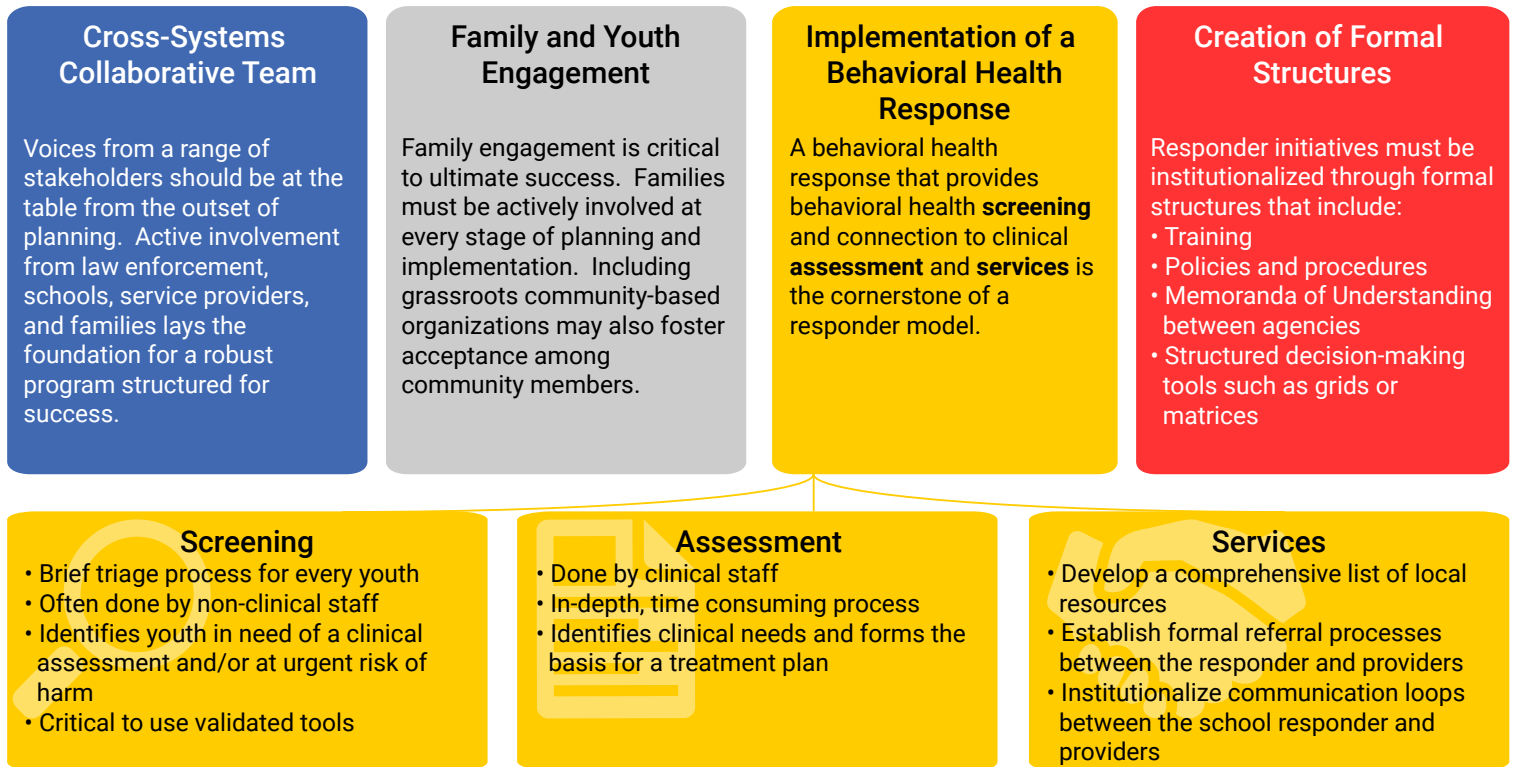 Cross-Systems
Collaborative Team
Voices from a range of
stakeholders should be at the
table from the outset of
planning.  Active involvement
from law enforcement,
schools, service providers,
and families lays the
foundation for a robust
program structured for
success.
Family and Youth
Engagement
Family engagement is critical
to ultimate success.  Families
must be actively involved at
every stage of planning and
implementation.  Including
grassroots community-based
organizations may also foster
acceptance among
community members.
Implementation of a
Behavioral Health
Response
A behavioral health
response that provides
behavioral health screening
and connection to clinical
assessment and services is
the cornerstone of a
responder model.
Creation of Formal
Structures
Responder initiatives must be
institutionalized through formal
structures that include:
• Training
• Policies and procedures
• Memoranda of Understanding
between agencies
• Structured decision-making
tools such as grids or
matrices
Screening
• Brief triage process for every youth
• Often done by non-clinical staff
• Identifies youth in need of a clinical
assessment and/or at urgent risk of
harm
• Critical to use validated tools
Assessment
• Done by clinical staff
• In-depth, time consuming process
• Identifies clinical needs and forms the
basis for a treatment plan
Services
• Develop a comprehensive list of local
resources
• Establish formal referral processes
between the responder and providers
• Institutionalize communication loops
between the school responder and
providers